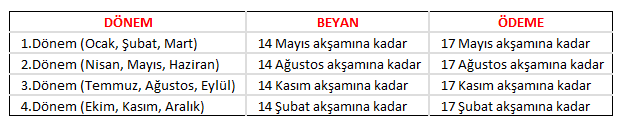 DÖNEM BEYAN ÖDEME
1.Dönem (Ocak, Şubat, Mart) 14 Mayıs akşamına kadar 17 Mayıs akşamına kadar
2.Dönem (Nisan, Mayıs, Haziran) 14 Ağustos akşamına kadar 17 Ağustos akşamına kadar
3.Dönem (Temmuz, Ağustos, Eylül) 14 Kasım akşamına kadar 17 Kasım akşamına kadar
4.Dönem (Ekim, Kasım, Aralık) 14 Şubat akşamına kadar 17 Şubat akşamına kadar